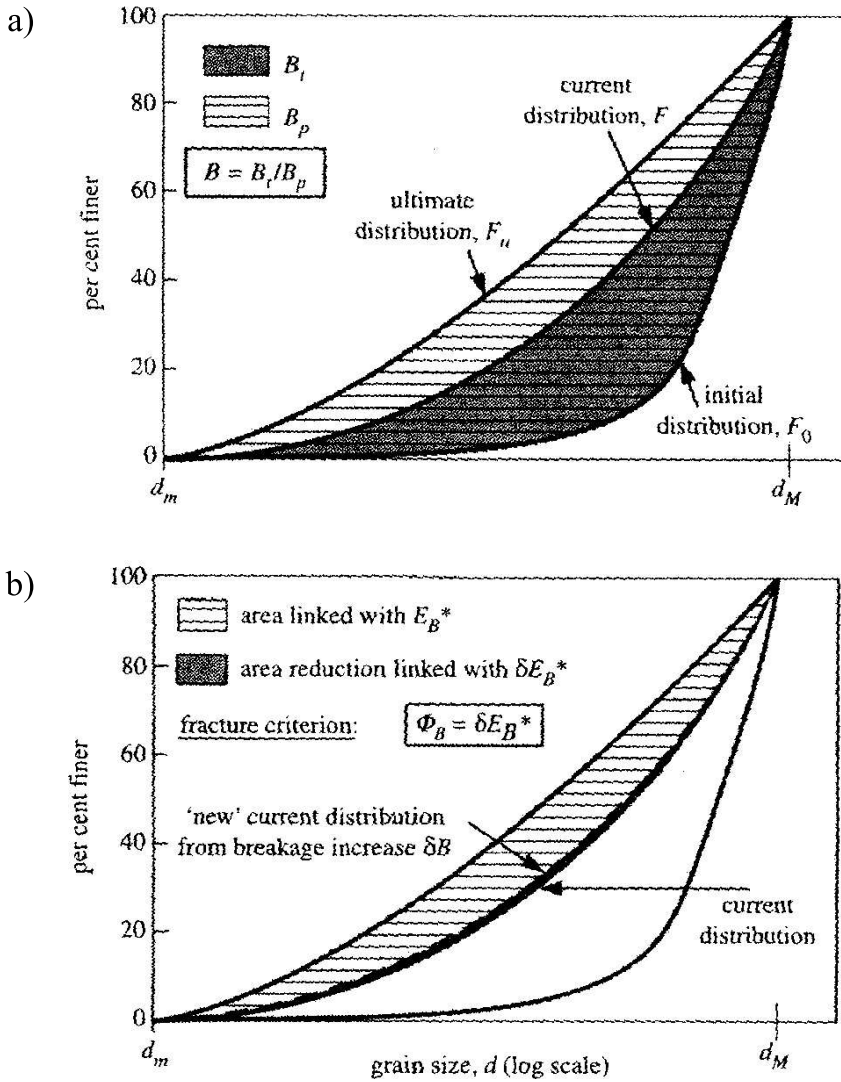 a)
100
80
60
40
20
0
per cent finer
B_t
B_p
B = B_t/B_p
current
distribution, F
ultimate
distribution, F_u
initial
distribution, F_0
d_m
d_M
b)
100
80
60
40
20
0
per cent finer
area linked with E_B*
area reduction linked with δE_B*
fracture criterion:
Φ_B = δE_B*
‘new’ current distribution
from breakage increase δB
current
distribution
d_m
grain size, d (log scale)
d_M